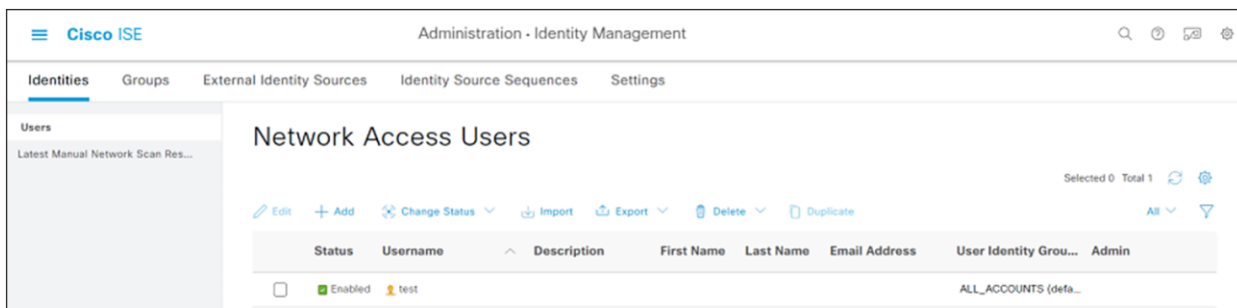 Cisco ISE Administration · Identity Management
Identities Groups External Identity Sources Identity Source Sequences Settings
Users
Latest Manual Network Scan Res...
Network Access Users
Selected 0 Total 1
Edit Add Change Status Import Export Delete Duplicate All
Status Username Description First Name Last Name Email Address User Identity Grou... Admin
Enabled test ALL_ACCOUNTS (defa...